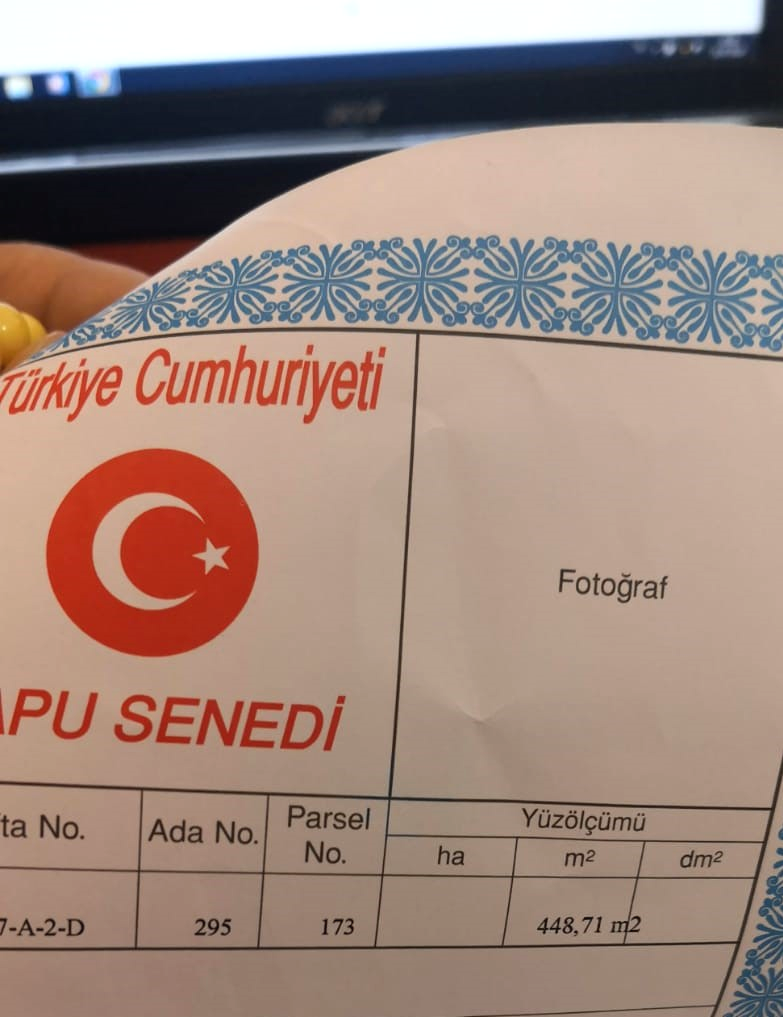 Türkiye Cumhuriyeti
Fotoğraf
APU SENEDİ
ta No.
Ada No.
Parsel No.
Yüzölçümü
ha
m²
dm²
7-A-2-D
295
173
448,71 m2